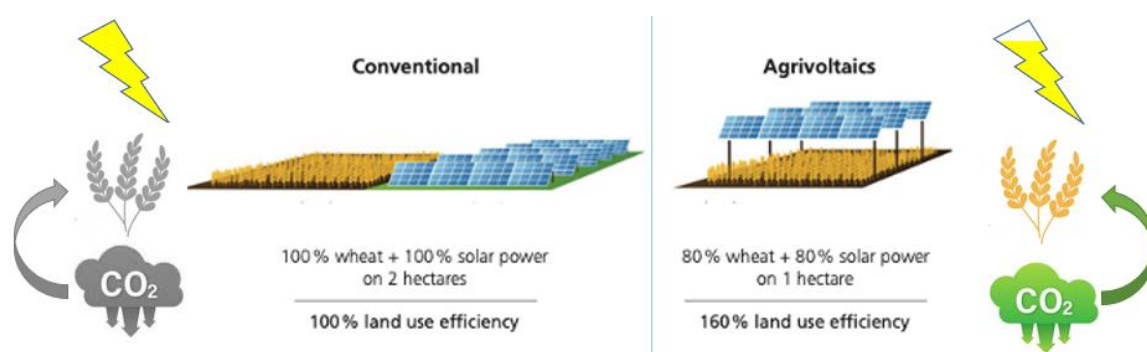 Conventional
100 % wheat + 100 % solar power
on 2 hectares
100 % land use efficiency
CO₂
Agrivoltaics
80 % wheat + 80 % solar power
on 1 hectare
160 % land use efficiency
CO₂